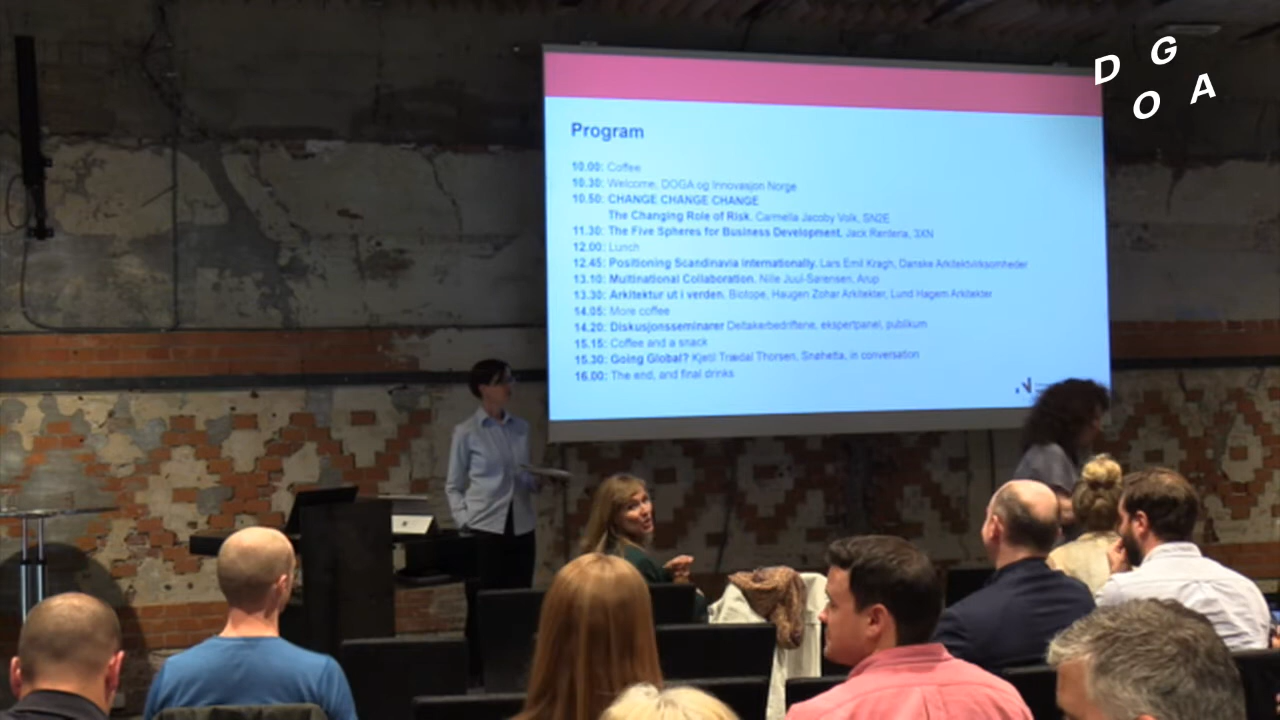 D G
O A
Program
10.00: Coffee
10.30: Welcome, DOGA og Innovasjon Norge
10.50: CHANGE CHANGE CHANGE
The Changing Role of Risk. Carmella Jacoby Volk, SN2E
11.30: The Five Spheres for Business Development. Jack Renteria, 3XN
12.00: Lunch
12.45: Positioning Scandinavia Internationally. Lars Emil Kragh, Danske Arkitektvirksomheder
13.10: Multinational Collaboration. Nille Juul-Sørensen, Arup
13.30: Arkitektur ut i verden. Biotope, Haugen Zohar Arkitekter, Lund Hagem Arkitekter
14.05: More coffee
14.20: Diskusjonsseminarer Deltakerbedriftene, ekspertpanel, publikum
15.15: Coffee and a snack
15.30: Going Global? Kjetil Trædal Thorsen, Snøhetta, in conversation
16.00: The end, and final drinks